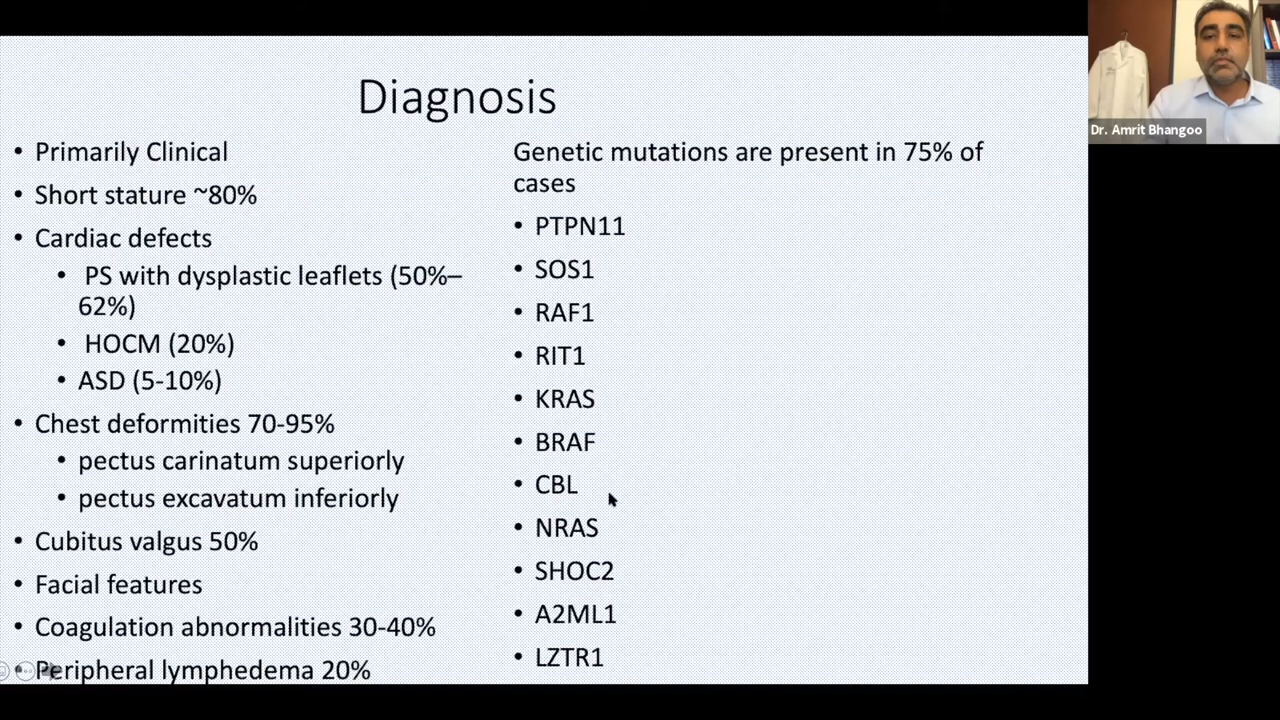 Diagnosis
• Primarily Clinical
• Short stature ~80%
• Cardiac defects
• PS with dysplastic leaflets (50%–
62%)
• HOCM (20%)
• ASD (5-10%)
• Chest deformities 70-95%
• pectus carinatum superiorly
• pectus excavatum inferiorly
• Cubitus valgus 50%
• Facial features
• Coagulation abnormalities 30-40%
• Peripheral lymphedema 20%
Genetic mutations are present in 75% of
cases
• PTPN11
• SOS1
• RAF1
• RIT1
• KRAS
• BRAF
• CBL
• NRAS
• SHOC2
• A2ML1
• LZTR1
Dr. Amrit Bhangoo